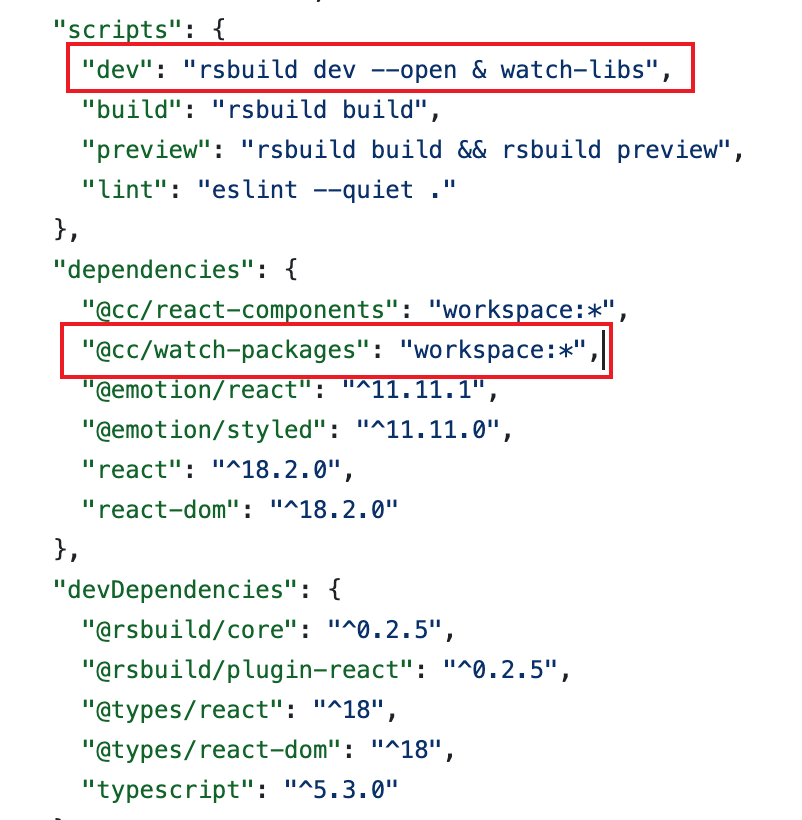 "scripts": {
"dev": "rsbuild dev --open & watch-libs",
"build": "rsbuild build",
"preview": "rsbuild build && rsbuild preview",
"lint": "eslint --quiet ."
},
"dependencies": {
"@cc/react-components": "workspace:*",
"@cc/watch-packages": "workspace:*",
"@emotion/react": "^11.11.1",
"@emotion/styled": "^11.11.0",
"react": "^18.2.0",
"react-dom": "^18.2.0"
},
"devDependencies": {
"@rsbuild/core": "^0.2.5",
"@rsbuild/plugin-react": "^0.2.5",
"@types/react": "^18",
"@types/react-dom": "^18",
"typescript": "^5.3.0"